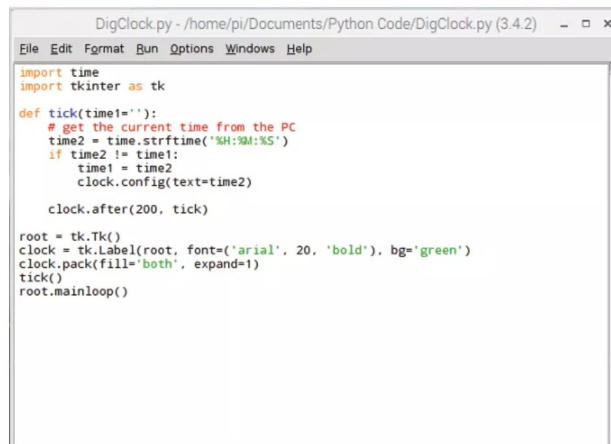 DigClock.py - /home/pi/Documents/Python Code/DigClock.py (3.4.2)
File Edit Format Run Options Windows Help
import time
import tkinter as tk
def tick(time1=''):
    # get the current time from the PC
    time2 = time.strftime('%H:%M:%S')
    if time2 != time1:
        time1 = time2
        clock.config(text=time2)
    clock.after(200, tick)
root = tk.Tk()
clock = tk.Label(root, font=('arial', 20, 'bold'), bg='green')
clock.pack(fill='both', expand=1)
tick()
root.mainloop()